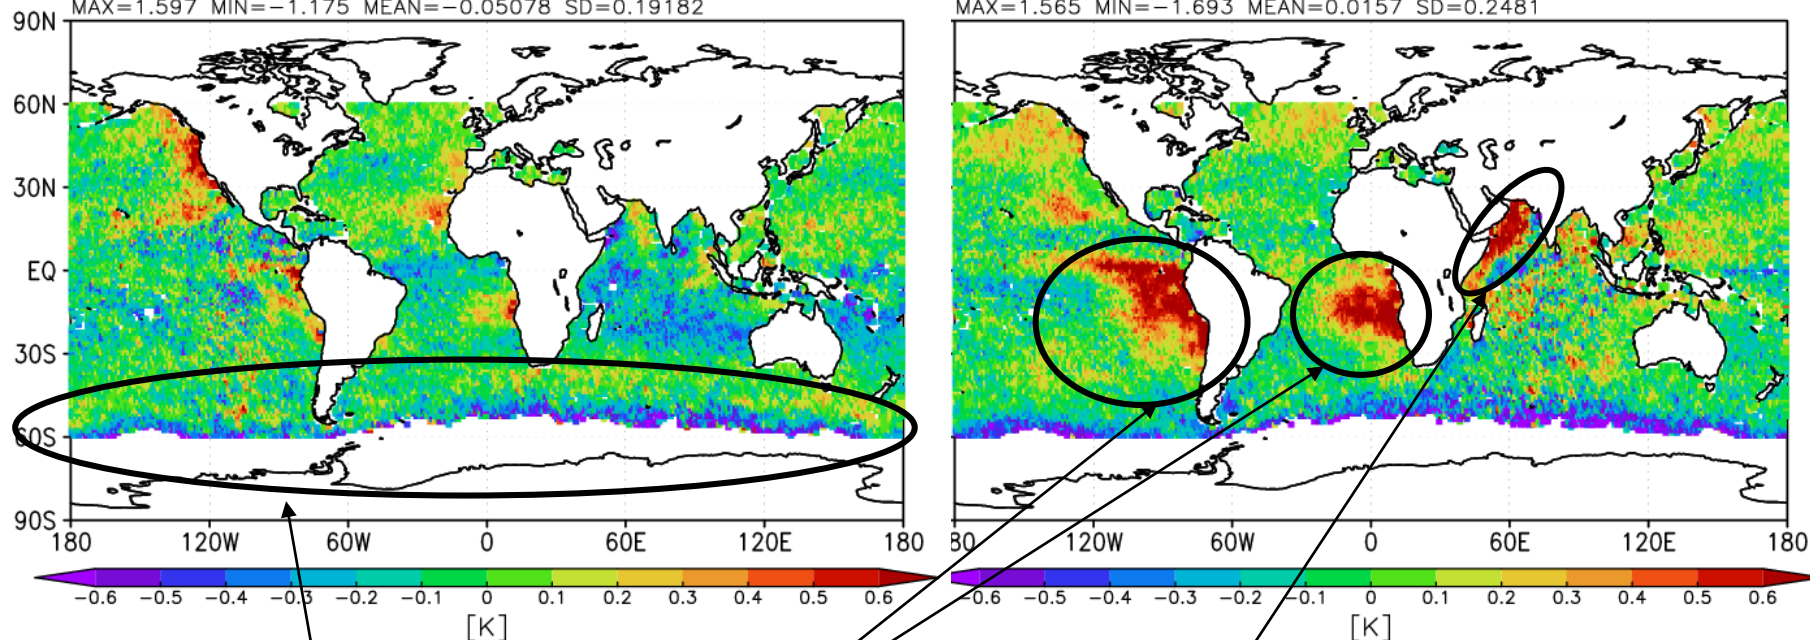 MAX=1.597 MIN=−1.175 MEAN=−0.05078 SD=0.19182
MAX=1.565 MIN=−1.693 MEAN=0.0157 SD=0.2481
90N
60N
30N
EQ
30S
60S
90S
180 120W 60W 0 60E 120E 180
80 120W 60W 0 60E 120E 180
−0.6 −0.5 −0.4 −0.3 −0.2 −0.1 0 0.1 0.2 0.3 0.4 0.5 0.6
−0.6 −0.5 −0.4 −0.3 −0.2 −0.1 0 0.1 0.2 0.3 0.4 0.5 0.6
[K]
[K]